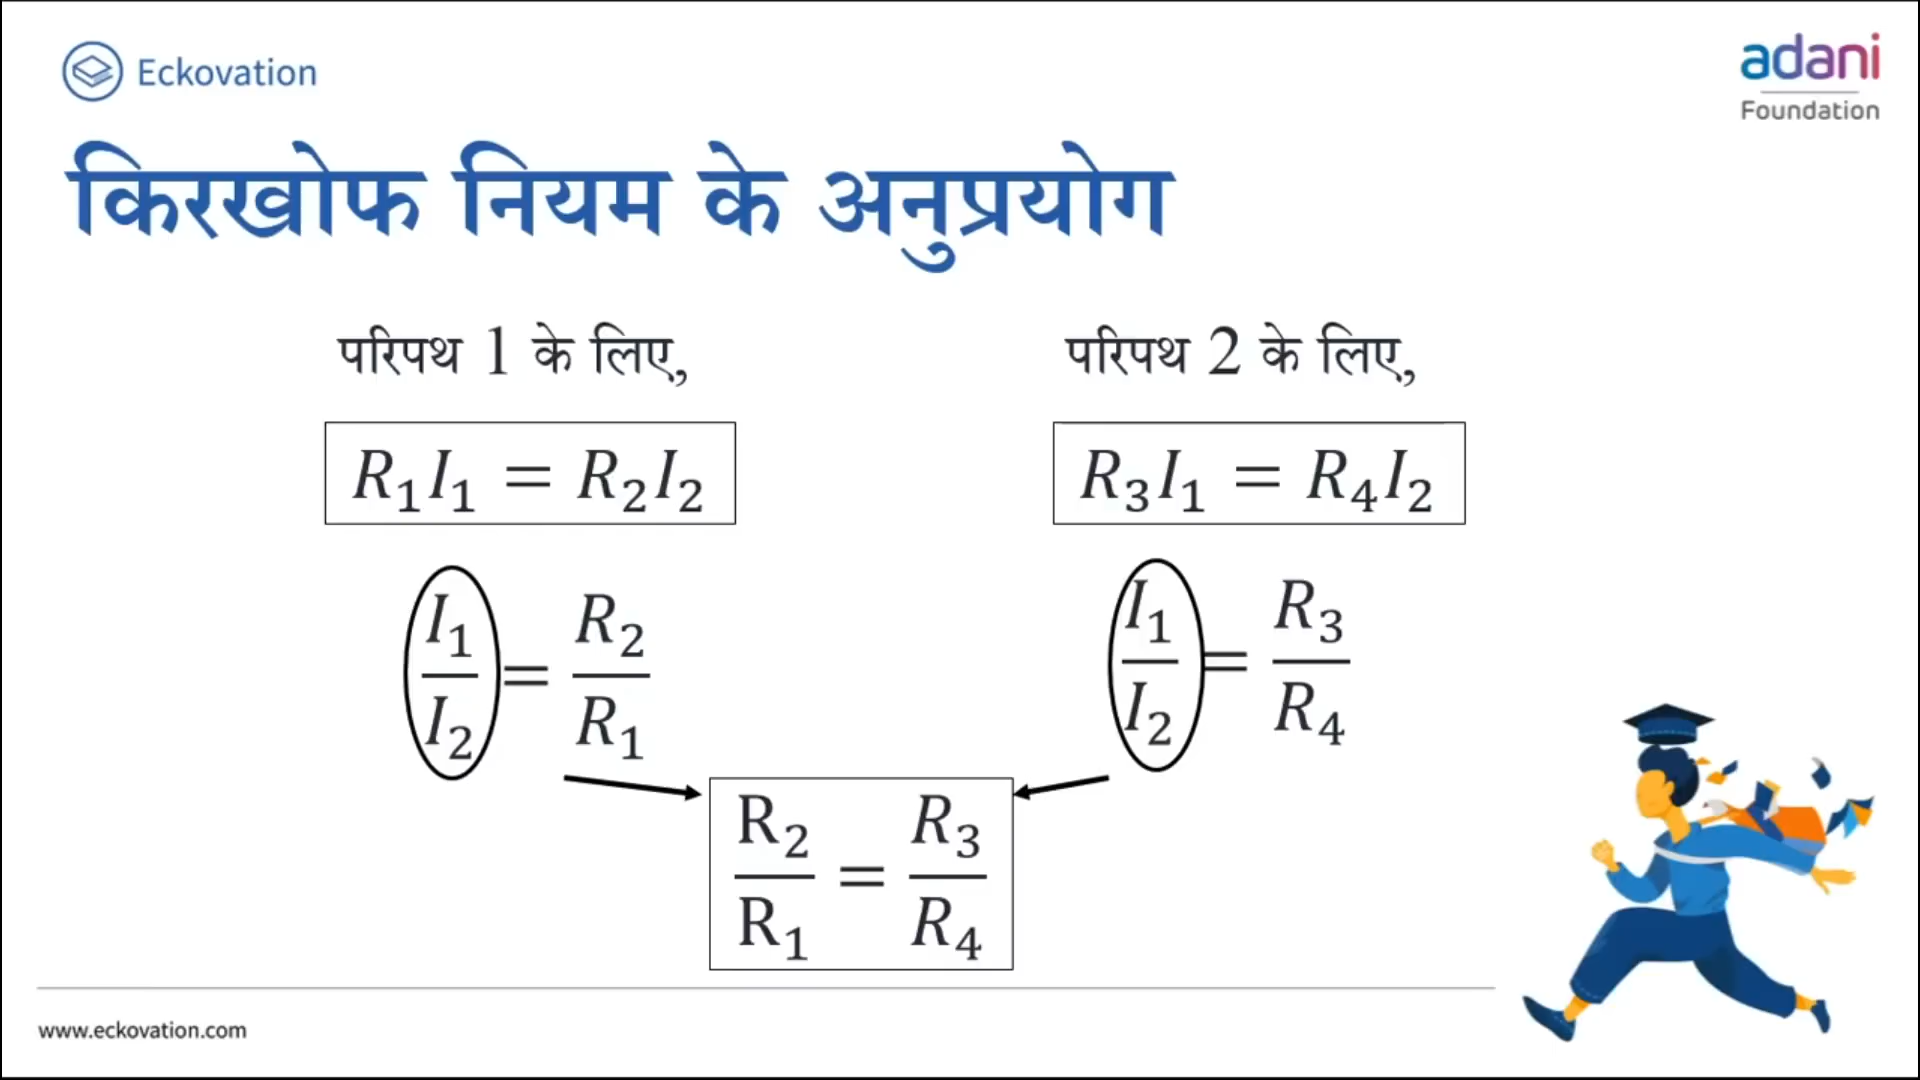 Eckovation
adani
Foundation
किरखोफ नियम के अनुप्रयोग
परिपथ 1 के लिए,
परिपथ 2 के लिए,
R₁I₁ = R₂I₂
R₃I₁ = R₄I₂
I₁/I₂ = R₂/R₁
I₁/I₂ = R₃/R₄
R₂/R₁ = R₃/R₄
www.eckovation.com